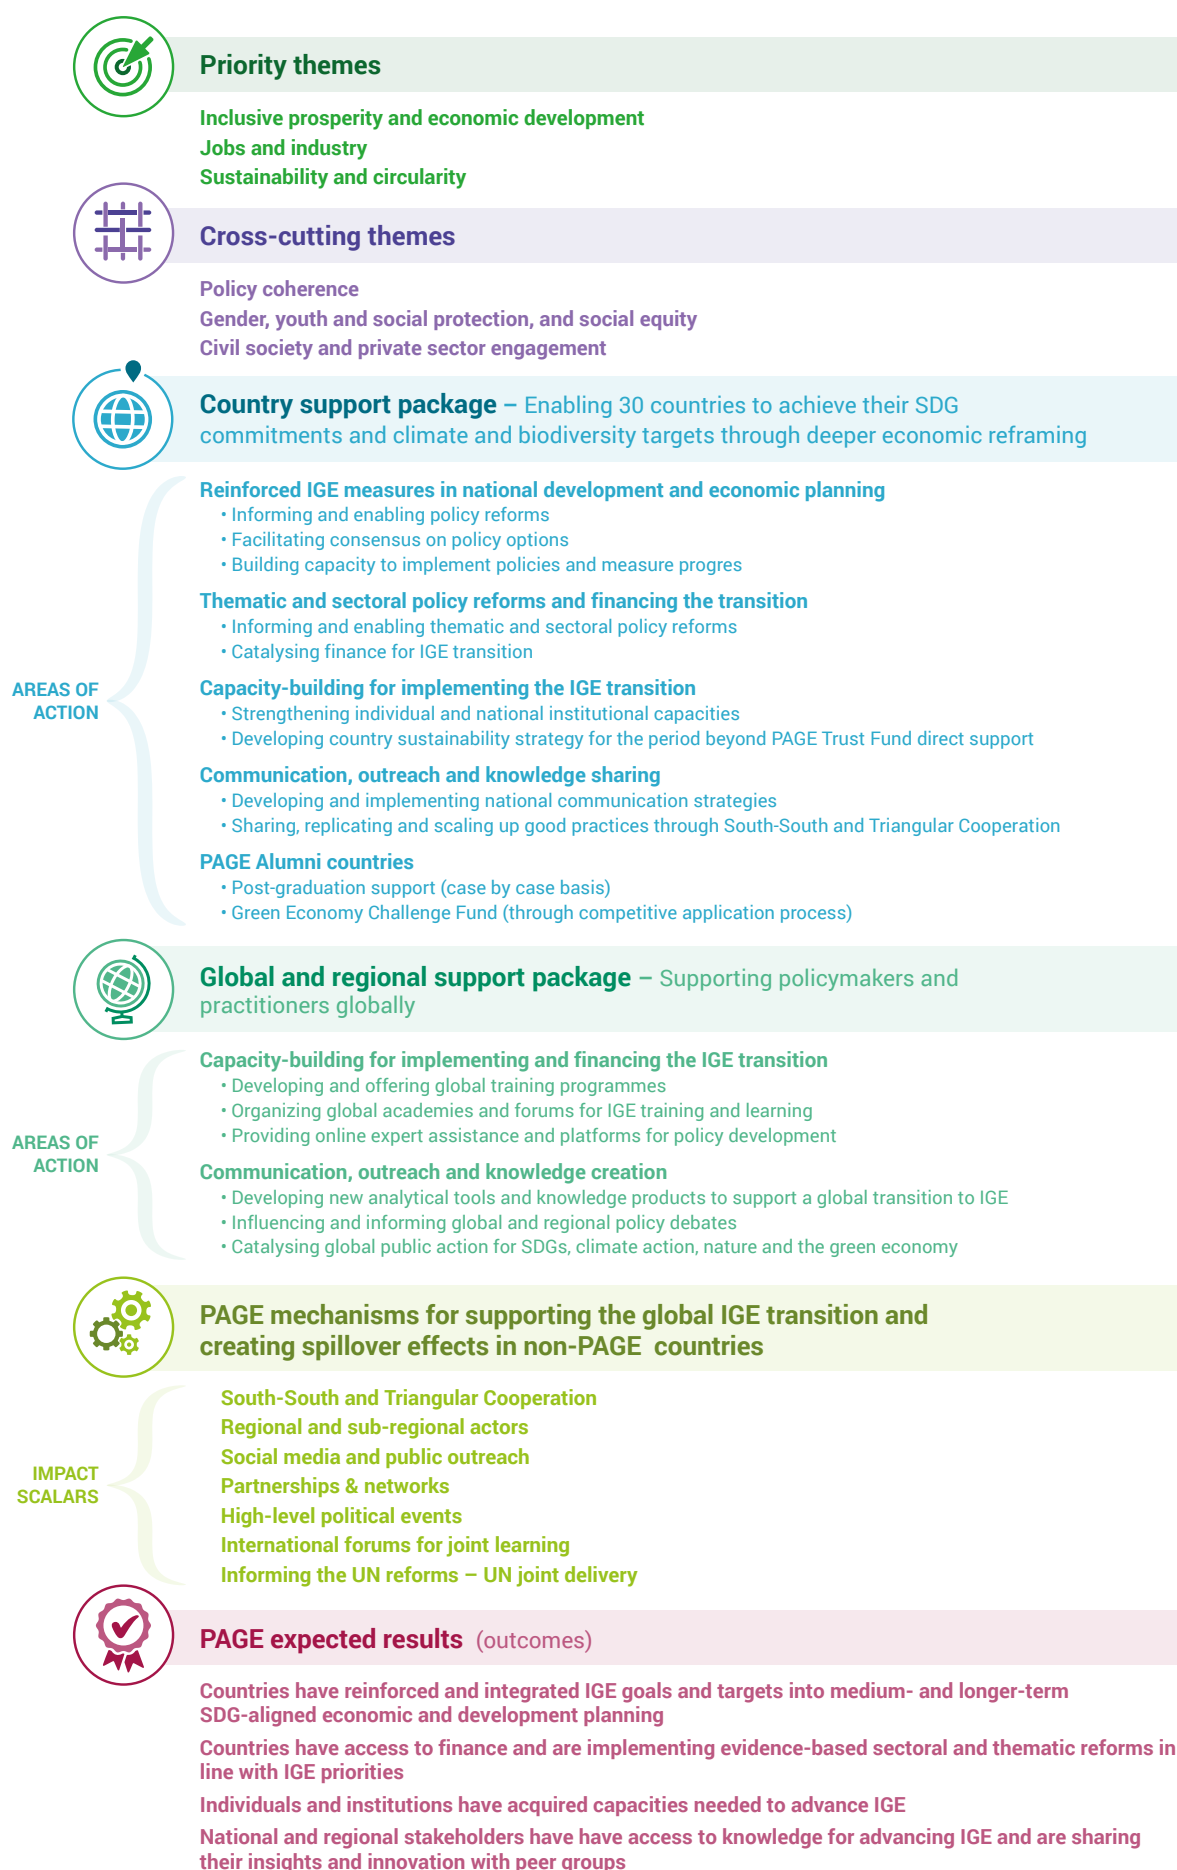 Priority themes
Inclusive prosperity and economic development
Jobs and industry
Sustainability and circularity
Cross-cutting themes
Policy coherence
Gender, youth and social protection, and social equity
Civil society and private sector engagement
Country support package – Enabling 30 countries to achieve their SDG
commitments and climate and biodiversity targets through deeper economic reframing
AREAS OF
ACTION
Reinforced IGE measures in national development and economic planning
• Informing and enabling policy reforms
• Facilitating consensus on policy options
• Building capacity to implement policies and measure progres
Thematic and sectoral policy reforms and financing the transition
• Informing and enabling thematic and sectoral policy reforms
• Catalysing finance for IGE transition
Capacity-building for implementing the IGE transition
• Strengthening individual and national institutional capacities
• Developing country sustainability strategy for the period beyond PAGE Trust Fund direct support
Communication, outreach and knowledge sharing
• Developing and implementing national communication strategies
• Sharing, replicating and scaling up good practices through South-South and Triangular Cooperation
PAGE Alumni countries
• Post-graduation support (case by case basis)
• Green Economy Challenge Fund (through competitive application process)
Global and regional support package – Supporting policymakers and
practitioners globally
AREAS OF
ACTION
Capacity-building for implementing and financing the IGE transition
• Developing and offering global training programmes
• Organizing global academies and forums for IGE training and learning
• Providing online expert assistance and platforms for policy development
Communication, outreach and knowledge creation
• Developing new analytical tools and knowledge products to support a global transition to IGE
• Influencing and informing global and regional policy debates
• Catalysing global public action for SDGs, climate action, nature and the green economy
PAGE mechanisms for supporting the global IGE transition and
creating spillover effects in non-PAGE countries
IMPACT
SCALARS
South-South and Triangular Cooperation
Regional and sub-regional actors
Social media and public outreach
Partnerships & networks
High-level political events
International forums for joint learning
Informing the UN reforms – UN joint delivery
PAGE expected results (outcomes)
Countries have reinforced and integrated IGE goals and targets into medium- and longer-term
SDG-aligned economic and development planning
Countries have access to finance and are implementing evidence-based sectoral and thematic reforms in
line with IGE priorities
Individuals and institutions have acquired capacities needed to advance IGE
National and regional stakeholders have have access to knowledge for advancing IGE and are sharing
their insights and innovation with peer groups